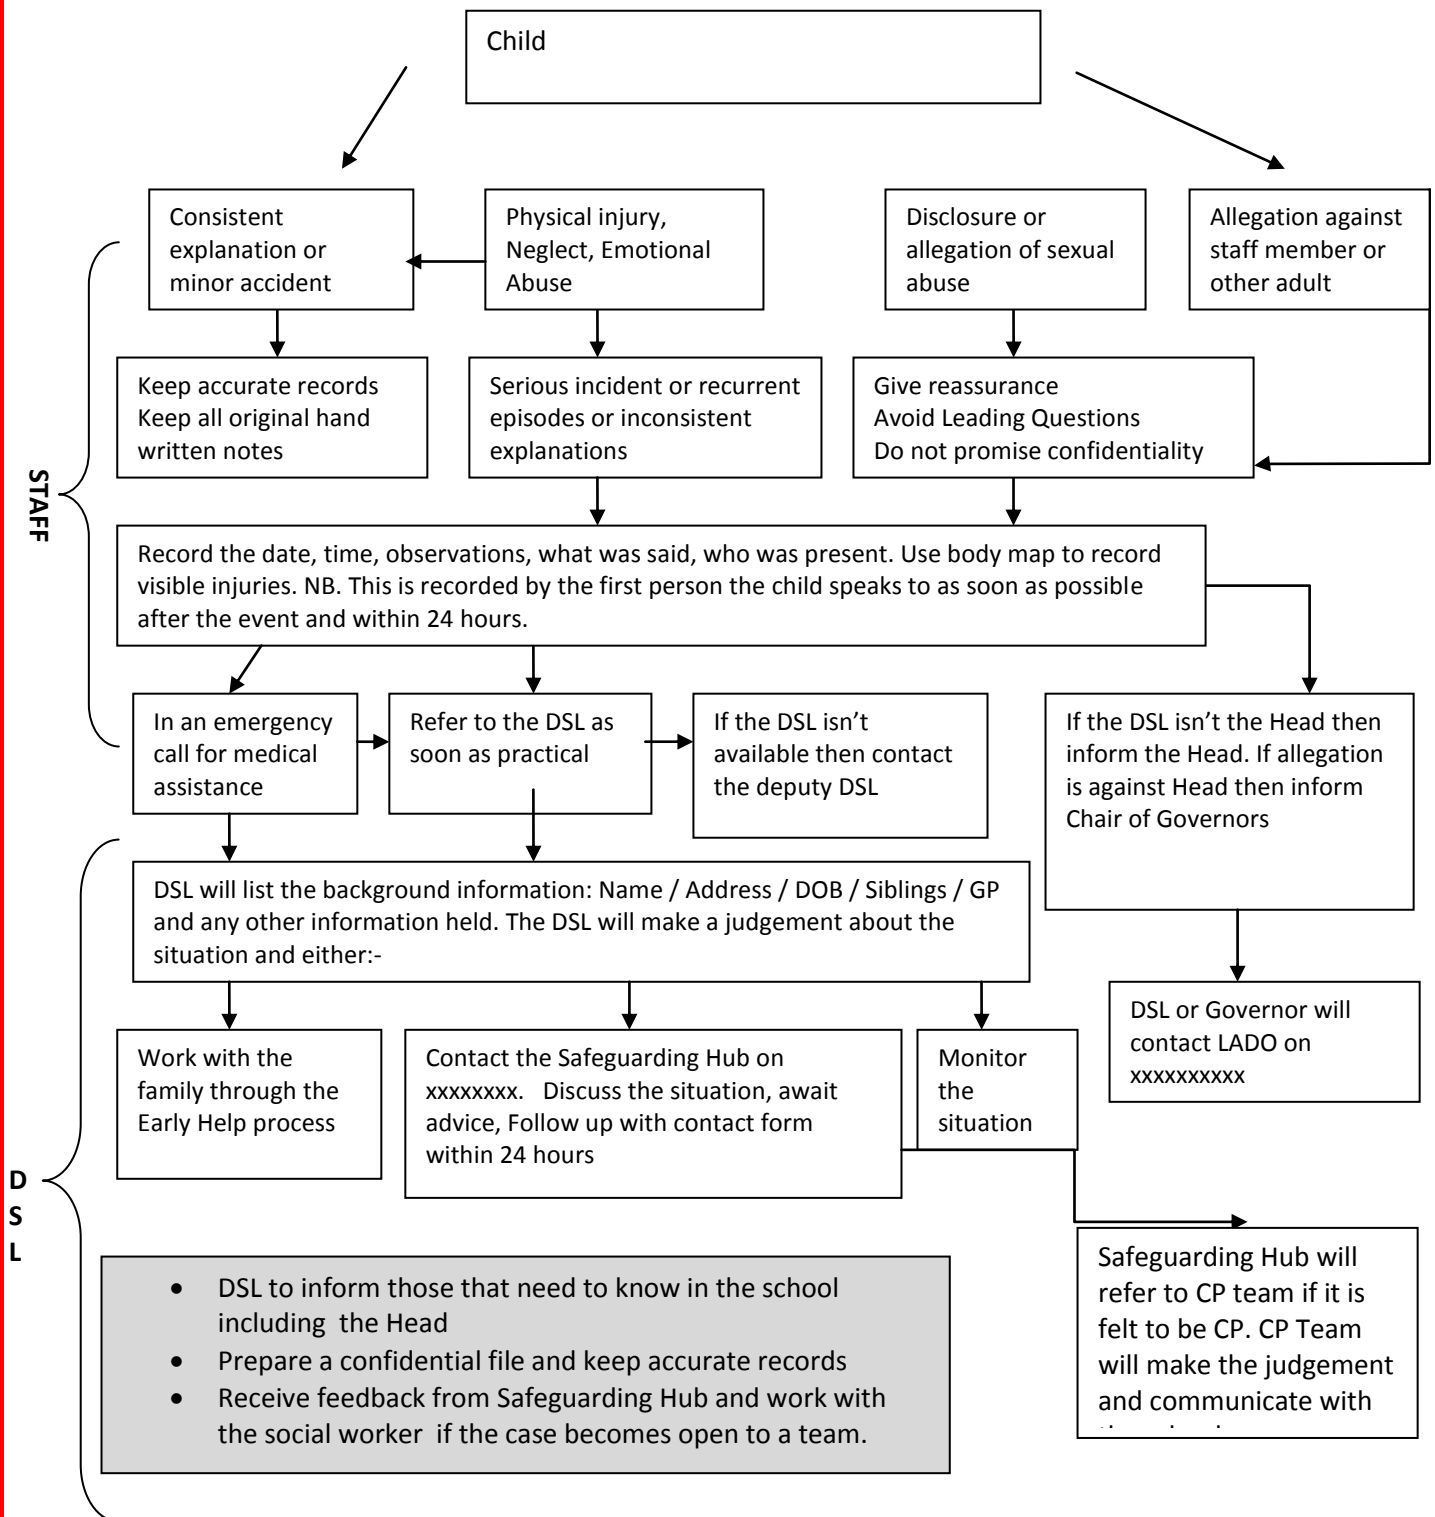 Child
Consistent
explanation or
minor accident
Physical injury,
Neglect, Emotional
Abuse
Disclosure or
allegation of sexual
abuse
Allegation against
staff member or
other adult
Keep accurate records
Keep all original hand
written notes
Serious incident or recurrent
episodes or inconsistent
explanations
Give reassurance
Avoid Leading Questions
Do not promise confidentiality
STAFF
Record the date, time, observations, what was said, who was present. Use body map to record
visible injuries. NB. This is recorded by the first person the child speaks to as soon as possible
after the event and within 24 hours.
In an emergency
call for medical
assistance
Refer to the DSL as
soon as practical
If the DSL isn’t
available then contact
the deputy DSL
If the DSL isn’t the Head then
inform the Head. If allegation
is against Head then inform
Chair of Governors
DSL will list the background information: Name / Address / DOB / Siblings / GP
and any other information held. The DSL will make a judgement about the
situation and either:-
DSL or Governor will
contact LADO on
xxxxxxxxxx
Work with the
family through the
Early Help process
Contact the Safeguarding Hub on
xxxxxxxx. Discuss the situation, await
advice, Follow up with contact form
within 24 hours
Monitor
the
situation
D
S
L
Safeguarding Hub will
refer to CP team if it is
felt to be CP. CP Team
will make the judgement
and communicate with
• DSL to inform those that need to know in the school
including the Head
• Prepare a confidential file and keep accurate records
• Receive feedback from Safeguarding Hub and work with
the social worker if the case becomes open to a team.